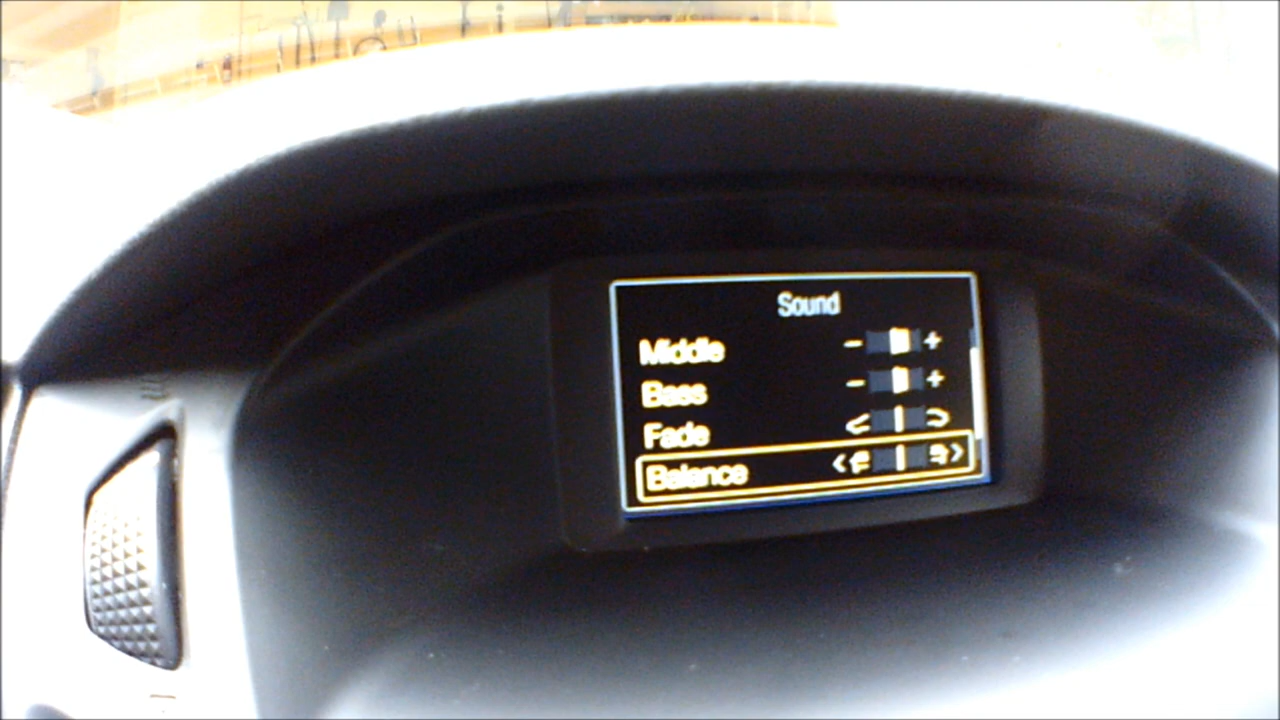 Sound
Middle - +
Bass - +
Fade
Balance < >